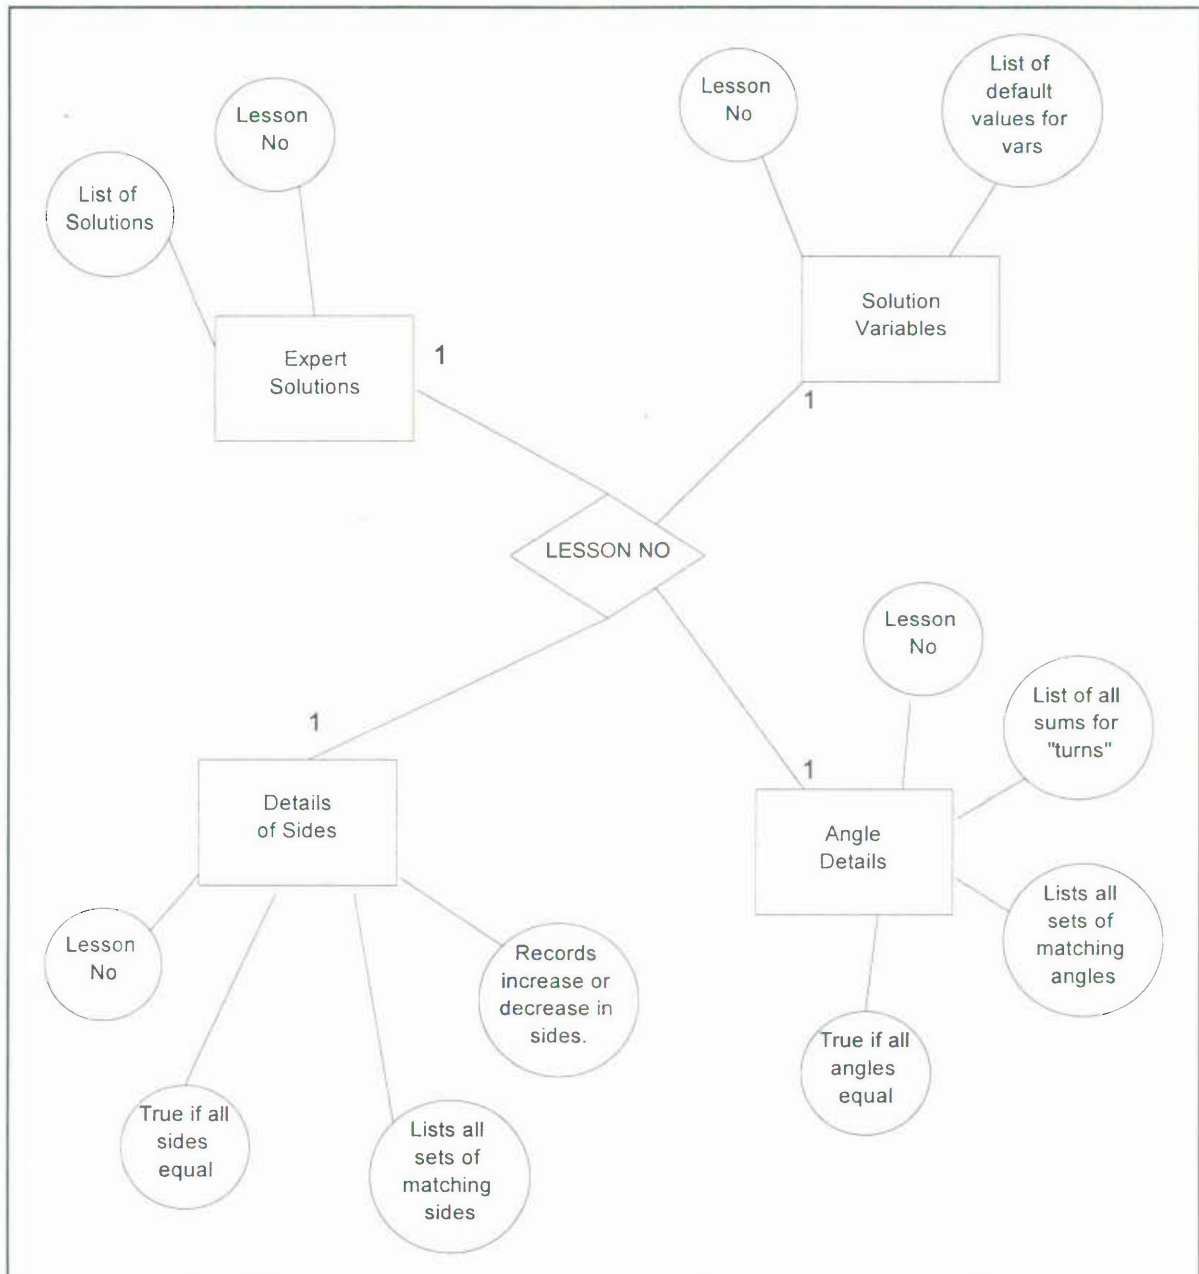 Lesson
No
List of
default
values for
vars
Lesson
No
List of
Solutions
Solution
Variables
Expert
Solutions
1
1
LESSON NO
Lesson
No
List of all
sums for
"turns"
1
1
Details
of Sides
Angle
Details
Lists all
sets of
matching
angles
Lesson
No
Records
increase or
decrease in
sides.
True if all
angles
equal
True if all
sides
equal
Lists all
sets of
matching
sides